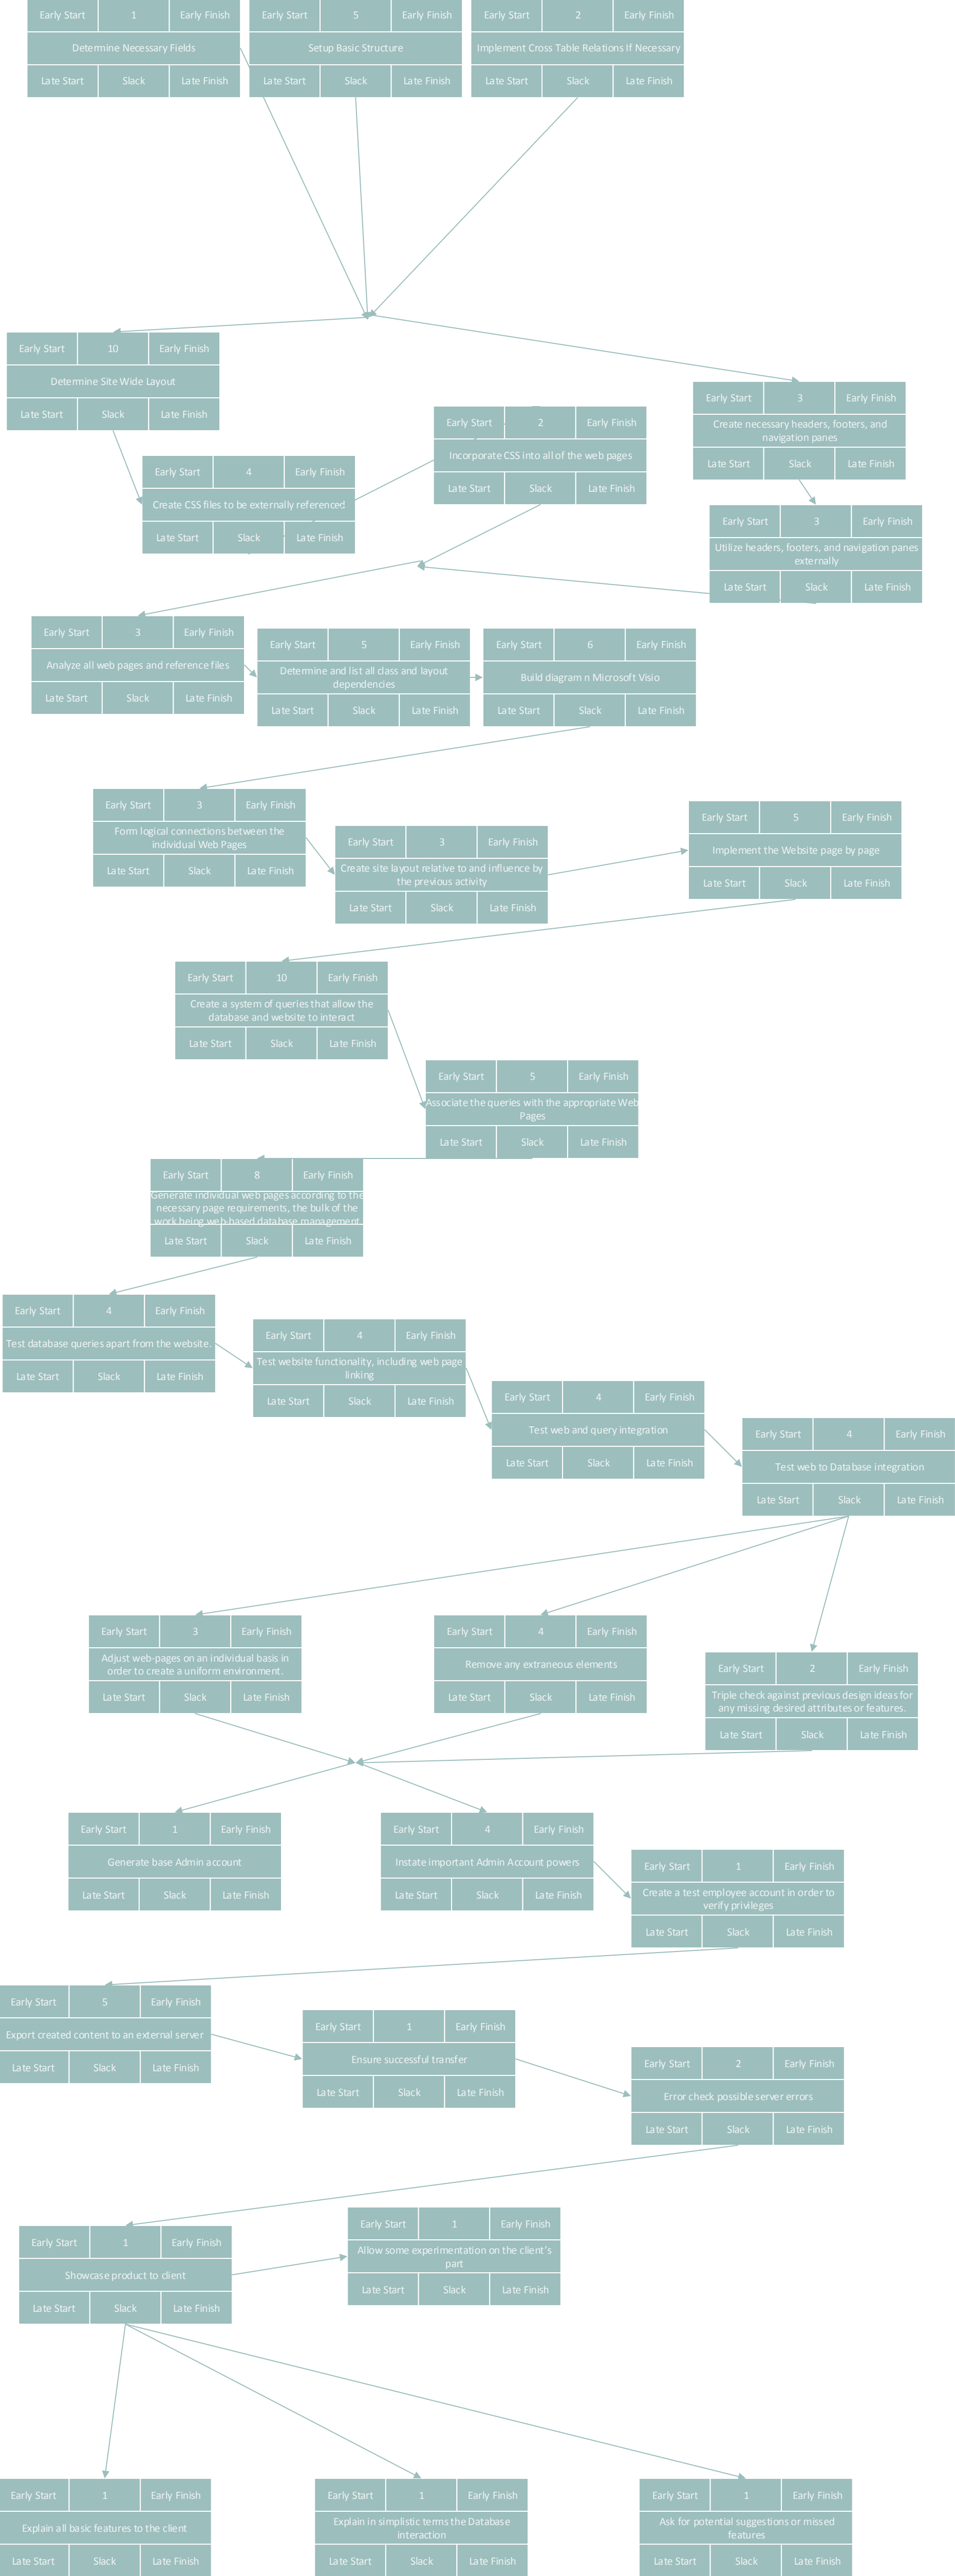 Early Start 1 Early Finish
Determine Necessary Fields
Late Start Slack Late Finish
Early Start 5 Early Finish
Setup Basic Structure
Late Start Slack Late Finish
Early Start 2 Early Finish
Implement Cross Table Relations If Necessary
Late Start Slack Late Finish
Early Start 10 Early Finish
Determine Site Wide Layout
Late Start Slack Late Finish
Early Start 3 Early Finish
Create necessary headers, footers, and
navigation panes
Late Start Slack Late Finish
Early Start 2 Early Finish
Incorporate CSS into all of the web pages
Late Start Slack Late Finish
Early Start 4 Early Finish
Create CSS files to be externally referenced
Late Start Slack Late Finish
Early Start 3 Early Finish
Utilize headers, footers, and navigation panes
externally
Late Start Slack Late Finish
Early Start 3 Early Finish
Analyze all web pages and reference files
Late Start Slack Late Finish
Early Start 5 Early Finish
Determine and list all class and layout
dependencies
Late Start Slack Late Finish
Early Start 6 Early Finish
Build diagram n Microsoft Visio
Late Start Slack Late Finish
Early Start 3 Early Finish
Form logical connections between the
individual Web Pages
Late Start Slack Late Finish
Early Start 3 Early Finish
Create site layout relative to and influence by
the previous activity
Late Start Slack Late Finish
Early Start 5 Early Finish
Implement the Website page by page
Late Start Slack Late Finish
Early Start 10 Early Finish
Create a system of queries that allow the
database and website to interact
Late Start Slack Late Finish
Early Start 5 Early Finish
Associate the queries with the appropriate Web
Pages
Late Start Slack Late Finish
Early Start 8 Early Finish
Generate individual web pages according to the
necessary page requirements, the bulk of the
work being web-based database management
Late Start Slack Late Finish
Early Start 4 Early Finish
Test database queries apart from the website.
Late Start Slack Late Finish
Early Start 4 Early Finish
Test website functionality, including web page
linking
Late Start Slack Late Finish
Early Start 4 Early Finish
Test web and query integration
Late Start Slack Late Finish
Early Start 4 Early Finish
Test web to Database integration
Late Start Slack Late Finish
Early Start 3 Early Finish
Adjust web-pages on an individual basis in
order to create a uniform environment.
Late Start Slack Late Finish
Early Start 4 Early Finish
Remove any extraneous elements
Late Start Slack Late Finish
Early Start 2 Early Finish
Triple check against previous design ideas for
any missing desired attributes or features.
Late Start Slack Late Finish
Early Start 1 Early Finish
Generate base Admin account
Late Start Slack Late Finish
Early Start 4 Early Finish
Instate important Admin Account powers
Late Start Slack Late Finish
Early Start 1 Early Finish
Create a test employee account in order to
verify privileges
Late Start Slack Late Finish
Early Start 5 Early Finish
Export created content to an external server
Late Start Slack Late Finish
Early Start 1 Early Finish
Ensure successful transfer
Late Start Slack Late Finish
Early Start 2 Early Finish
Error check possible server errors
Late Start Slack Late Finish
Early Start 1 Early Finish
Showcase product to client
Late Start Slack Late Finish
Early Start 1 Early Finish
Allow some experimentation on the client's
part
Late Start Slack Late Finish
Early Start 1 Early Finish
Explain all basic features to the client
Late Start Slack Late Finish
Early Start 1 Early Finish
Explain in simplistic terms the Database
interaction
Late Start Slack Late Finish
Early Start 1 Early Finish
Ask for potential suggestions or missed
features
Late Start Slack Late Finish